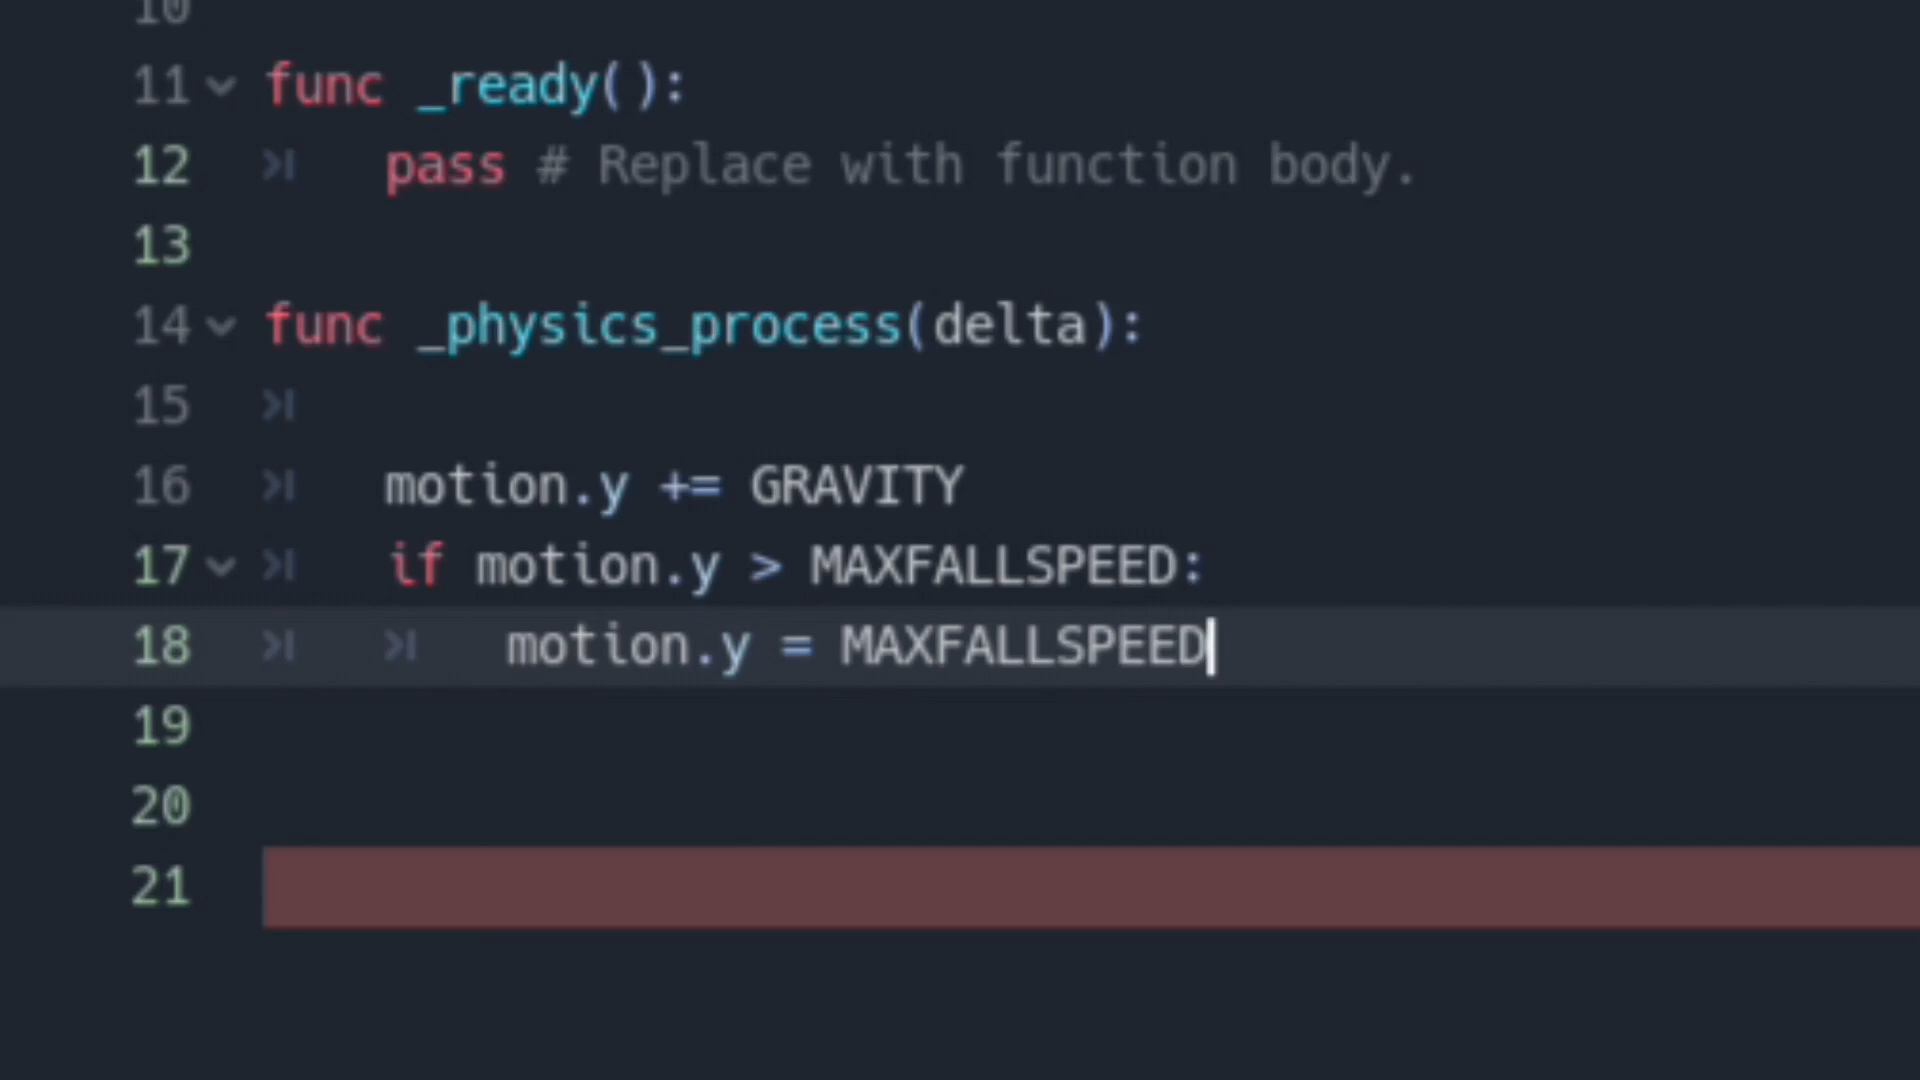 10
11 func _ready():
12 pass # Replace with function body.
13
14 func _physics_process(delta):
15
16 motion.y += GRAVITY
17 if motion.y > MAXFALLSPEED:
18 motion.y = MAXFALLSPEED
19
20
21